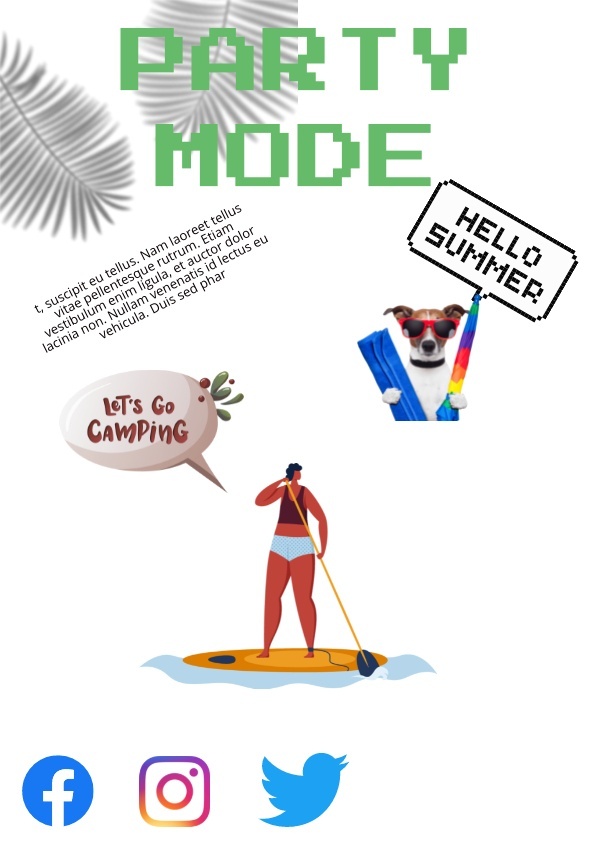 PARTY
MODE
HELLO
SUMMER
t, suscipit eu tellus. Nam laoreet tellus
vitae pellentesque rutrum. Etiam
vestibulum enim ligula, et auctor dolor
lacinia non. Nullam venenatis id lectus eu
vehicula. Duis sed phar
LET'S GO
CAMPING